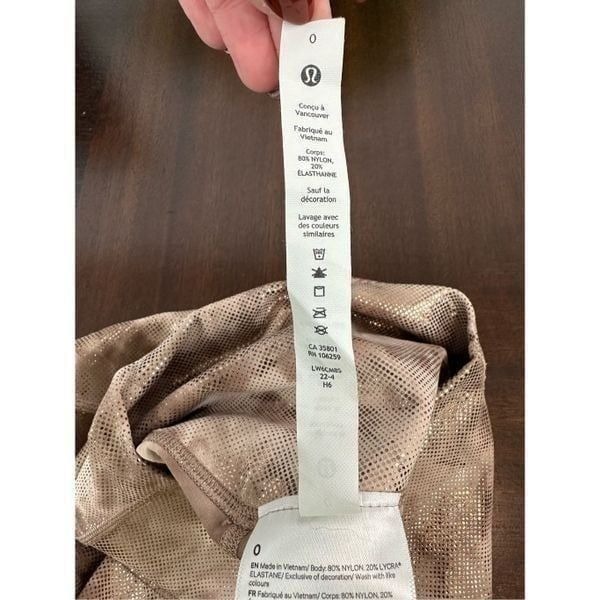 0
Conçu à
Vancouver
Fabriqué au
Vietnam
Corps:
80% NYLON,
20%
ÉLASTHANNE
Sauf la
décoration
Lavage avec
des couleurs
similaires
CA 35801
RN 106259
LW6CMBS
22-4
H6
0
EN Made in Vietnam/ Body: 80% NYLON, 20% LYCRA®
ELASTANE/ Exclusive of decoration/ Wash with like
colours
FR Fabriqué au Vietnam/ Corps: 80% NYLON, 20%